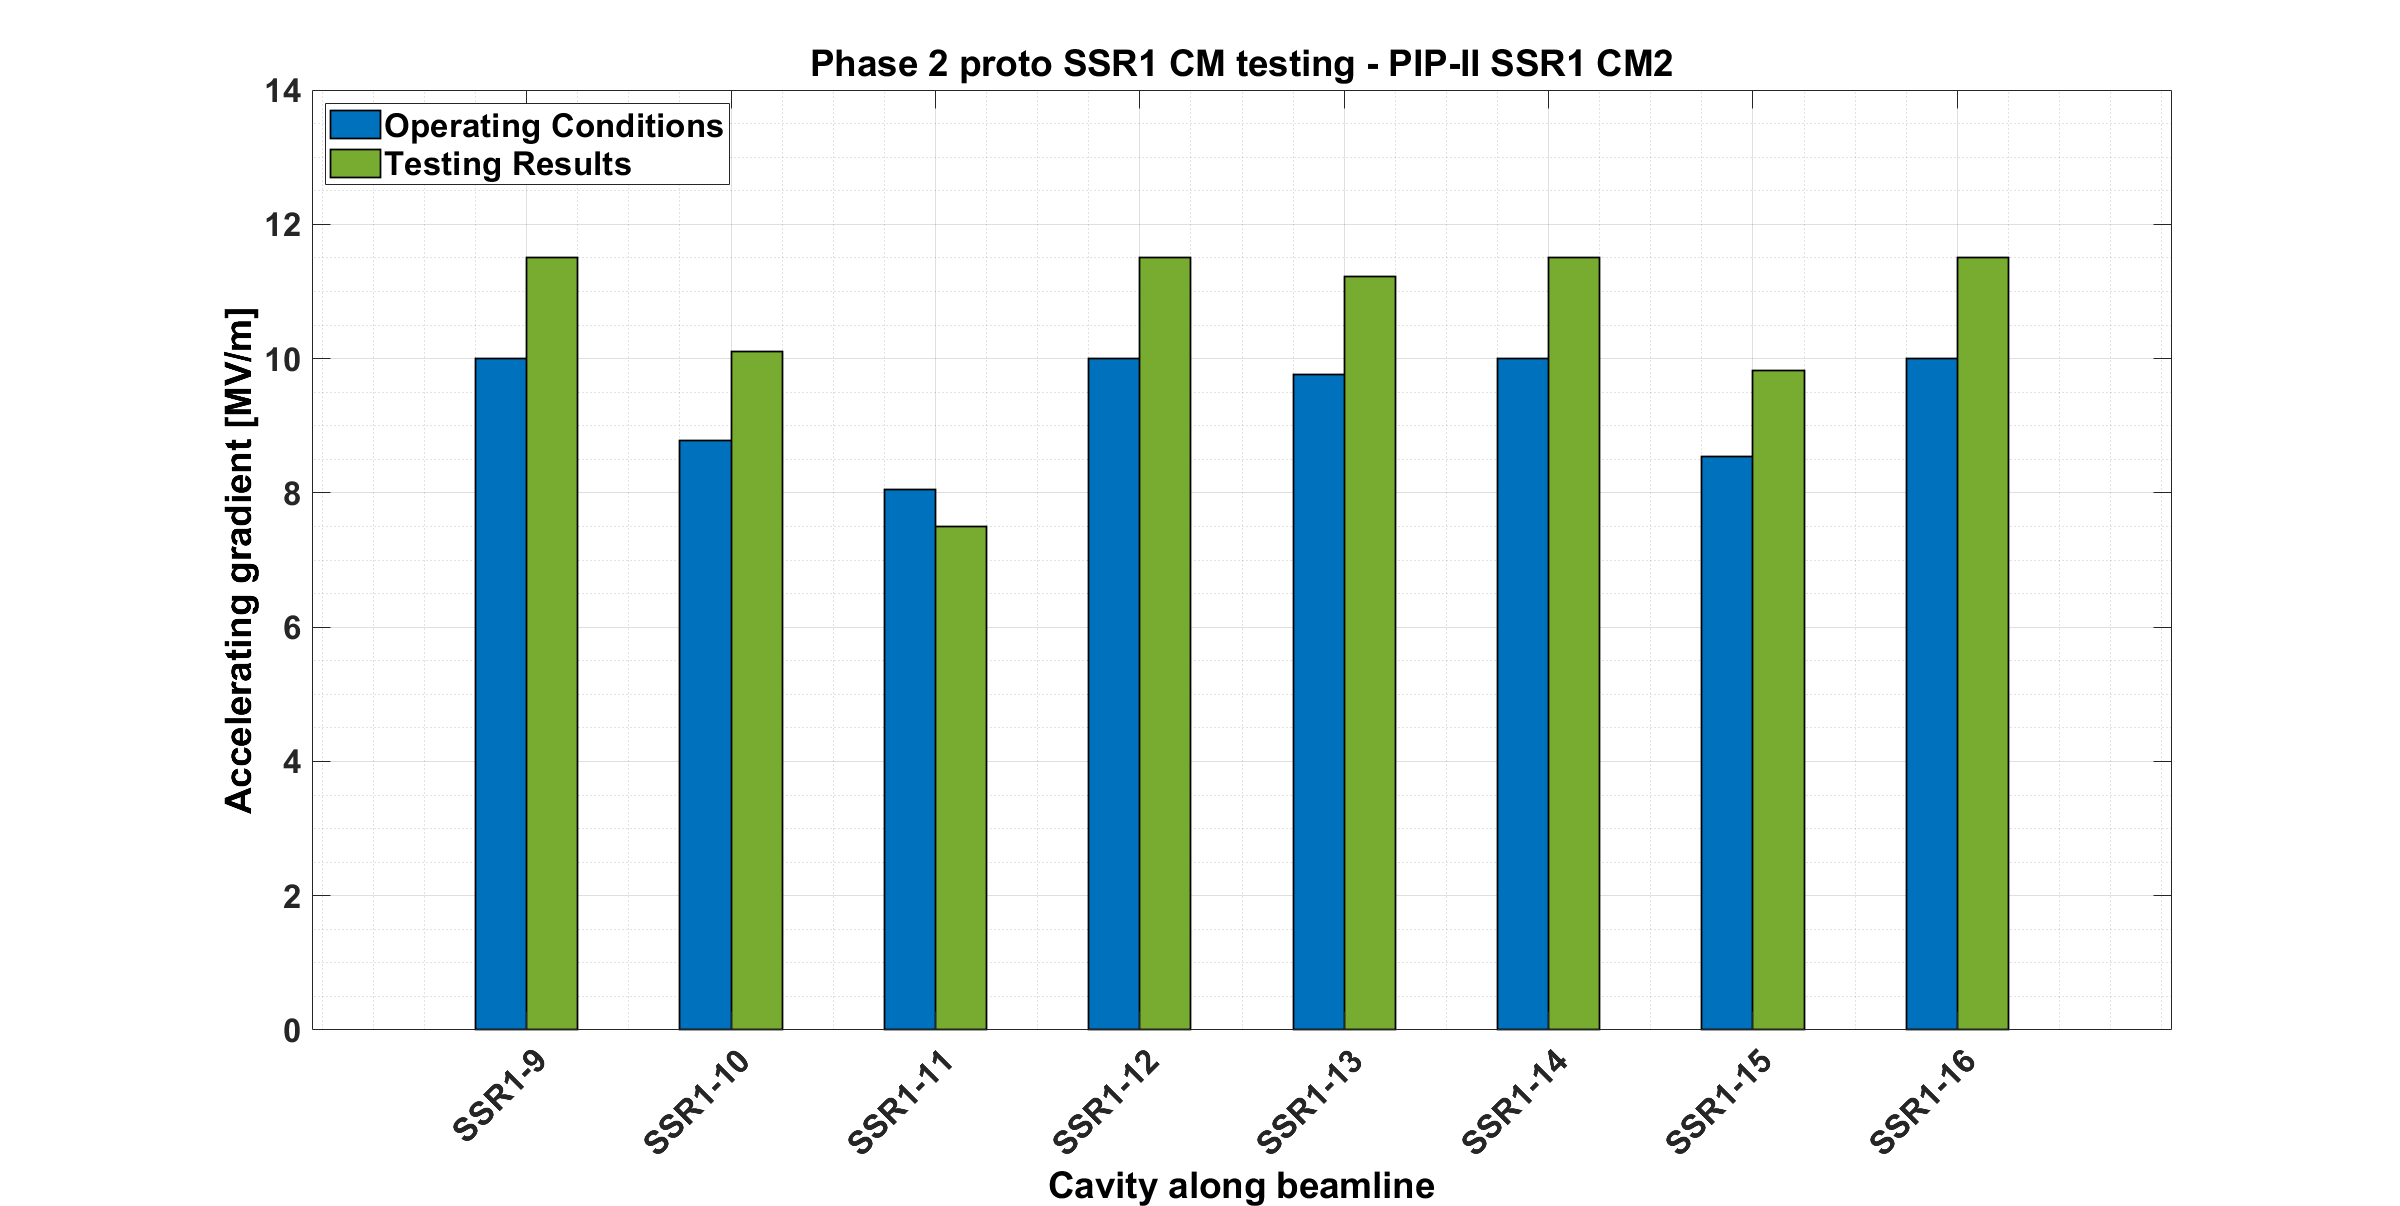 Phase 2 proto SSR1 CM testing - PIP-II SSR1 CM2
Operating Conditions
Testing Results
Accelerating gradient [MV/m]
14
12
10
8
6
4
2
0
SSR1-9
SSR1-10
SSR1-11
SSR1-12
SSR1-13
SSR1-14
SSR1-15
SSR1-16
Cavity along beamline